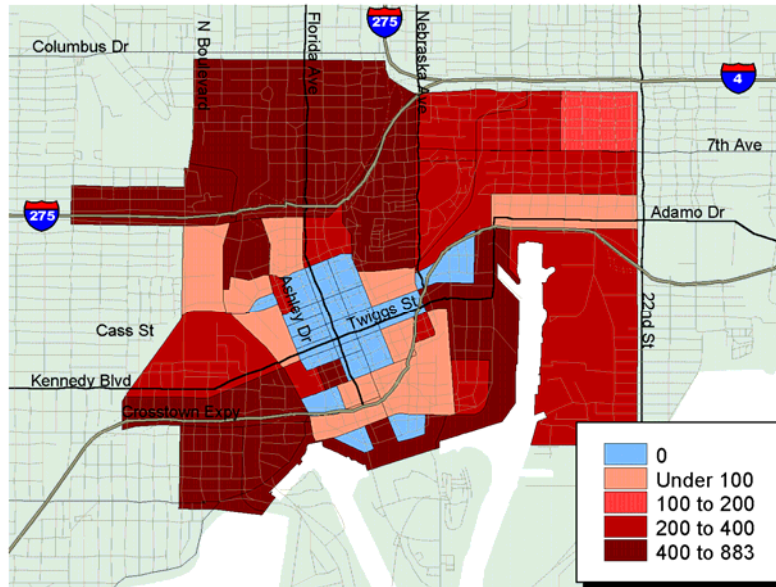 275
4
Columbus Dr
N Boulevard
Florida Ave
Nebraska Ave
7th Ave
275
Adamo Dr
Ashley Dr
Twiggs St
Cass St
22nd St
Kennedy Blvd
Crosstown Expy
0
Under 100
100 to 200
200 to 400
400 to 883